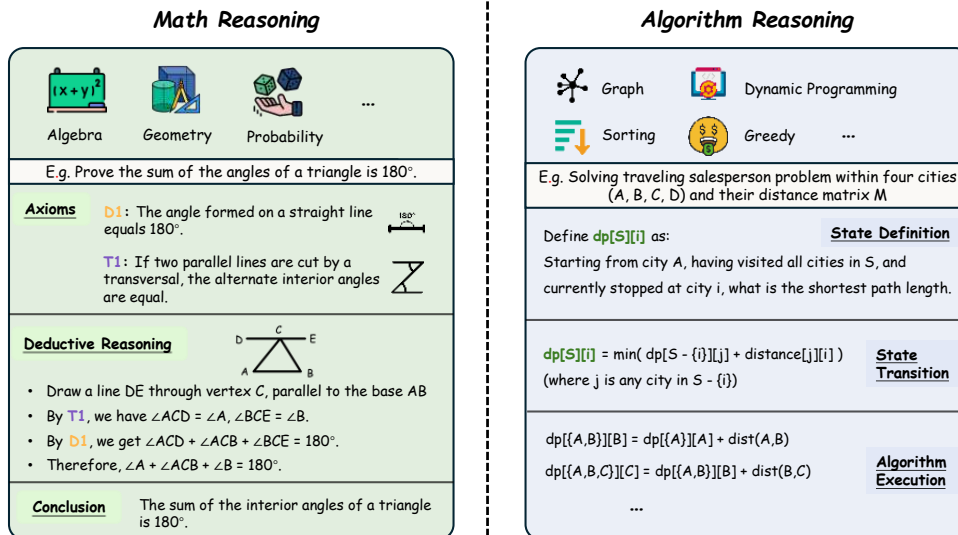 Math Reasoning
(x+y)²
Algebra
Geometry
Probability
...
E.g. Prove the sum of the angles of a triangle is 180°.
Axioms
D1: The angle formed on a straight line
equals 180°.
180°
T1: If two parallel lines are cut by a
transversal, the alternate interior angles
are equal.
Deductive Reasoning
D C E
A B
• Draw a line DE through vertex C, parallel to the base AB
• By T1, we have ∠ACD = ∠A, ∠BCE = ∠B.
• By D1, we get ∠ACD + ∠ACB + ∠BCE = 180°.
• Therefore, ∠A + ∠ACB + ∠B = 180°.
Conclusion
The sum of the interior angles of a triangle
is 180°.
Algorithm Reasoning
Graph
Dynamic Programming
Sorting
$ $
Greedy
...
E.g. Solving traveling salesperson problem within four cities
(A, B, C, D) and their distance matrix M
Define dp[S][i] as:
State Definition
Starting from city A, having visited all cities in S, and
currently stopped at city i, what is the shortest path length.
dp[S][i] = min( dp[S - {i}][j] + distance[j][i] )
(where j is any city in S - {i})
State
Transition
dp[{A,B}][B] = dp[{A}][A] + dist(A,B)
dp[{A,B,C}][C] = dp[{A,B}][B] + dist(B,C)
...
Algorithm
Execution